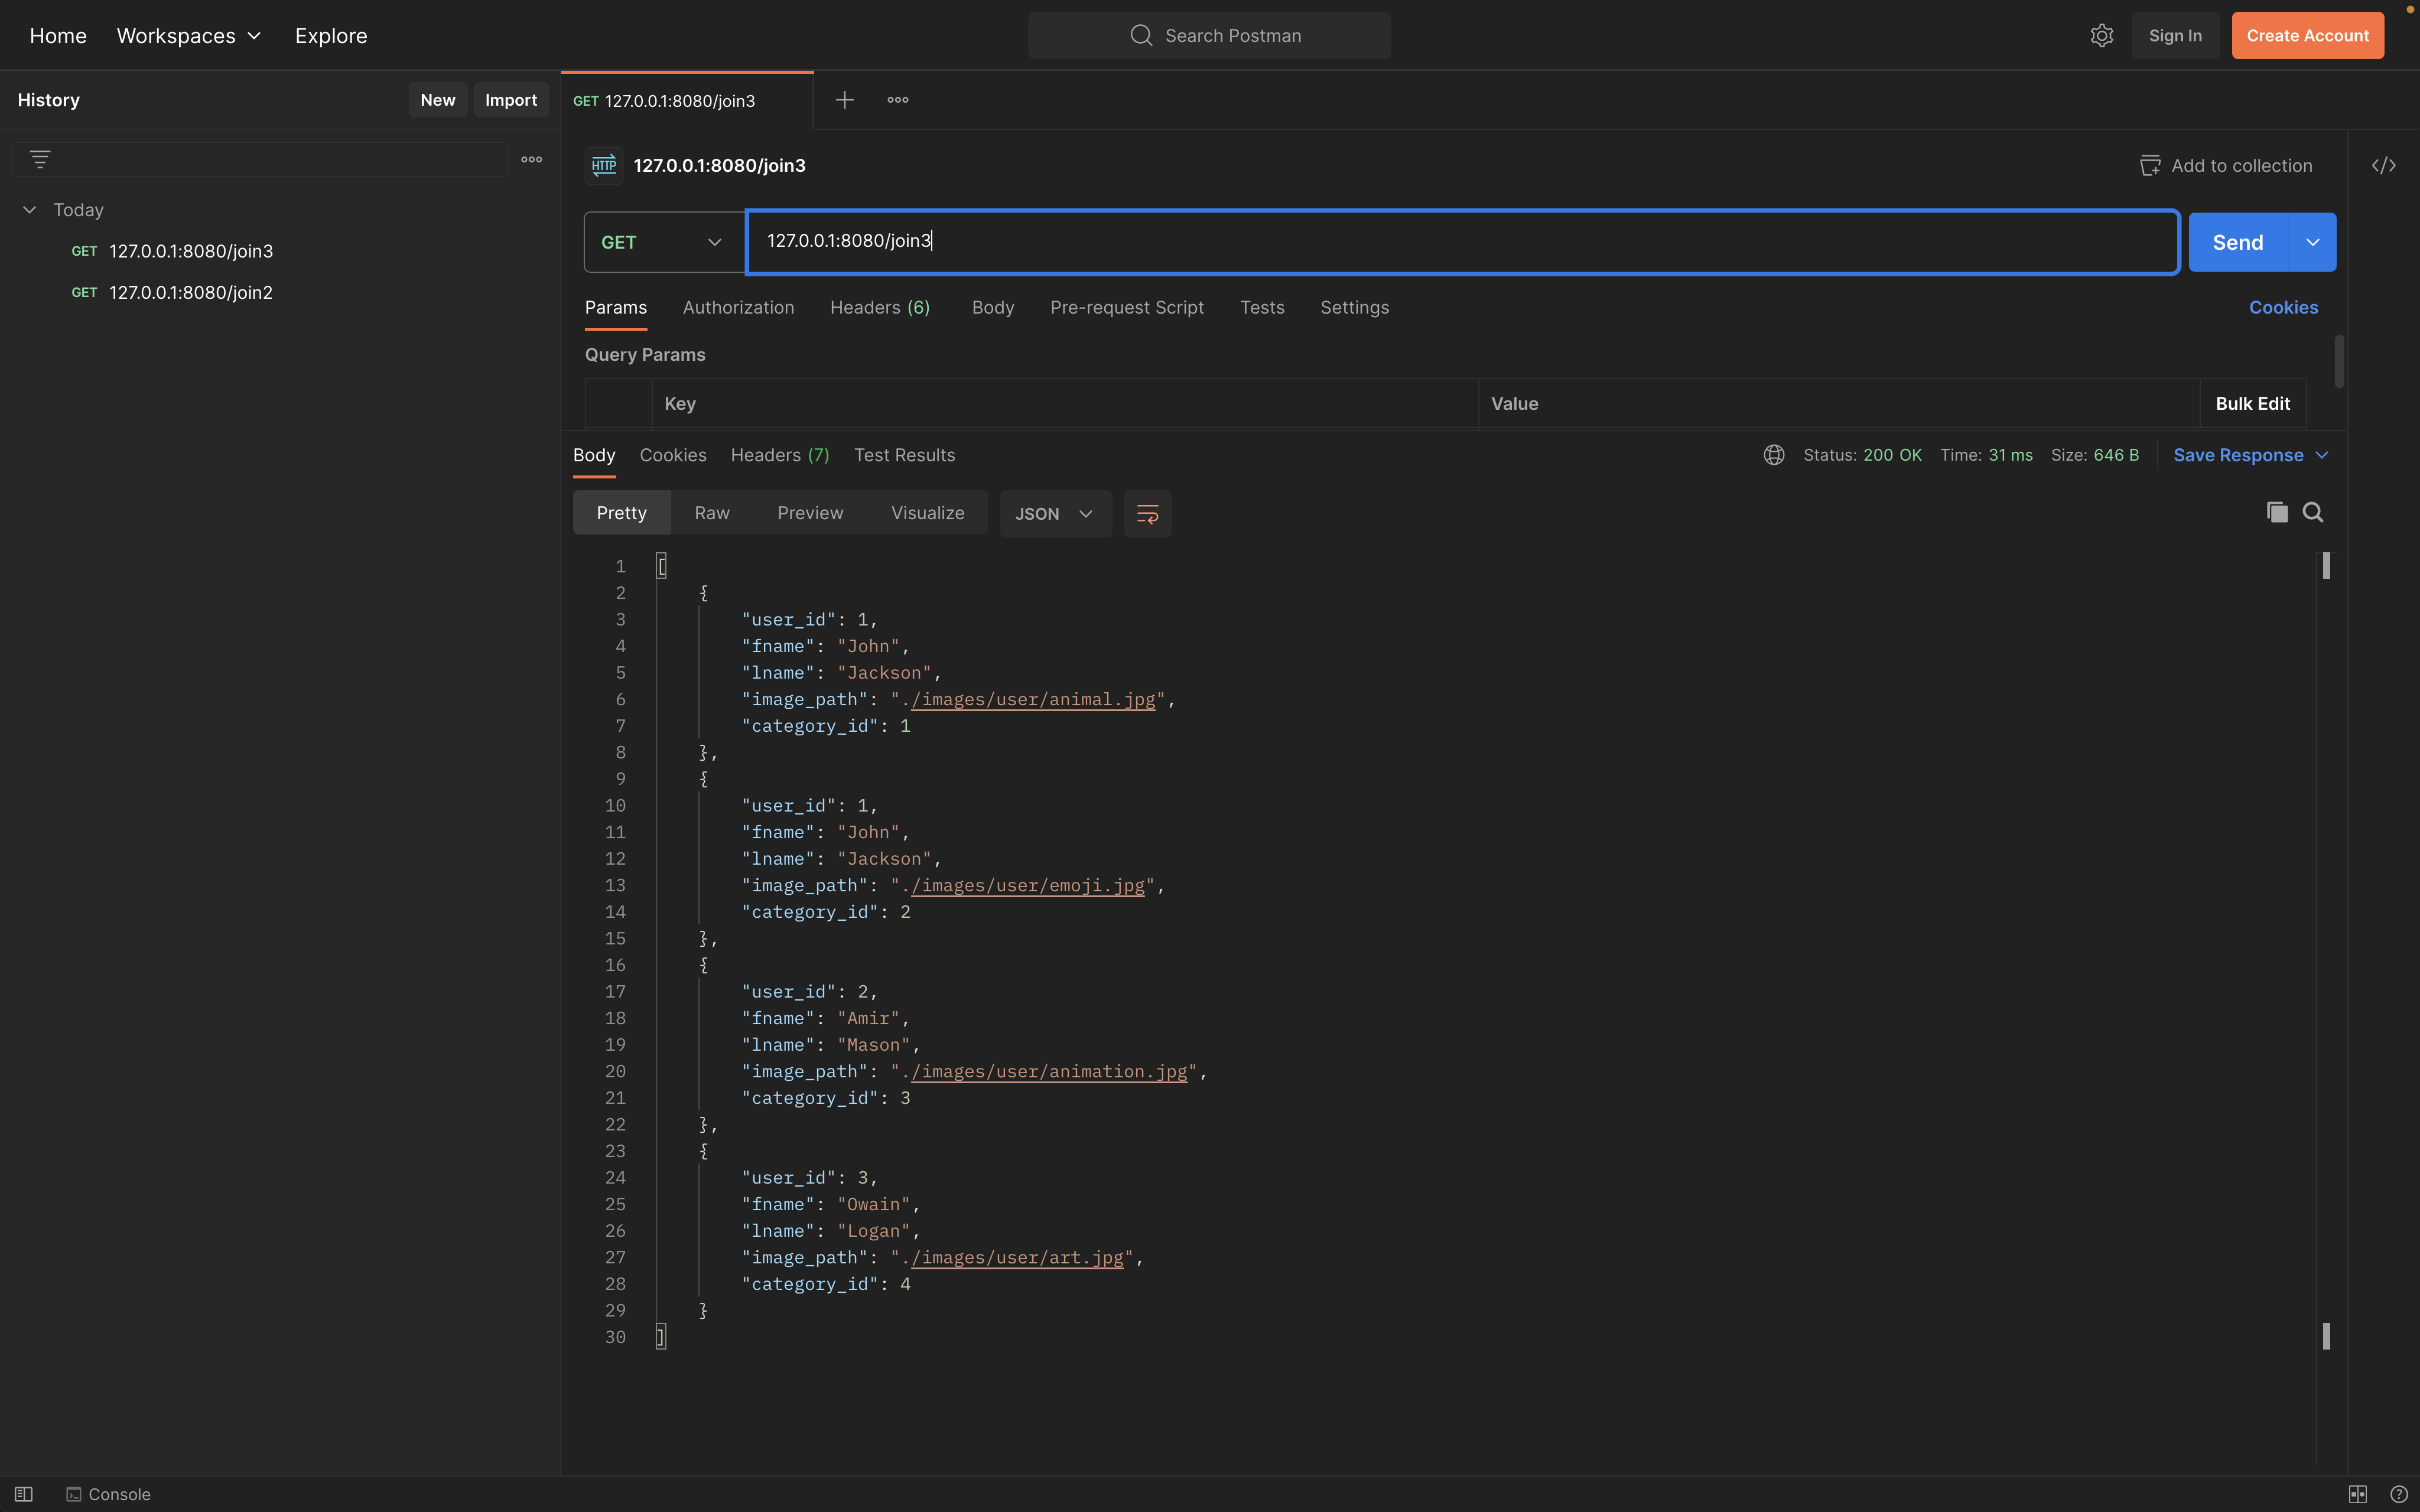 Home Workspaces Explore Search Postman Sign In Create Account
History New Import GET 127.0.0.1:8080/join3
HTTP 127.0.0.1:8080/join3 Add to collection </>
Today
GET 127.0.0.1:8080/join3
GET 127.0.0.1:8080/join2
GET 127.0.0.1:8080/join3 Send
Params Authorization Headers (6) Body Pre-request Script Tests Settings Cookies
Query Params
Key Value Bulk Edit
Body Cookies Headers (7) Test Results Status: 200 OK Time: 31 ms Size: 646 B Save Response
Pretty Raw Preview Visualize JSON
1 [
2 {
3 "user_id": 1,
4 "fname": "John",
5 "lname": "Jackson",
6 "image_path": "./images/user/animal.jpg",
7 "category_id": 1
8 },
9 {
10 "user_id": 1,
11 "fname": "John",
12 "lname": "Jackson",
13 "image_path": "./images/user/emoji.jpg",
14 "category_id": 2
15 },
16 {
17 "user_id": 2,
18 "fname": "Amir",
19 "lname": "Mason",
20 "image_path": "./images/user/animation.jpg",
21 "category_id": 3
22 },
23 {
24 "user_id": 3,
25 "fname": "Owain",
26 "lname": "Logan",
27 "image_path": "./images/user/art.jpg",
28 "category_id": 4
29 }
30 ]
Console